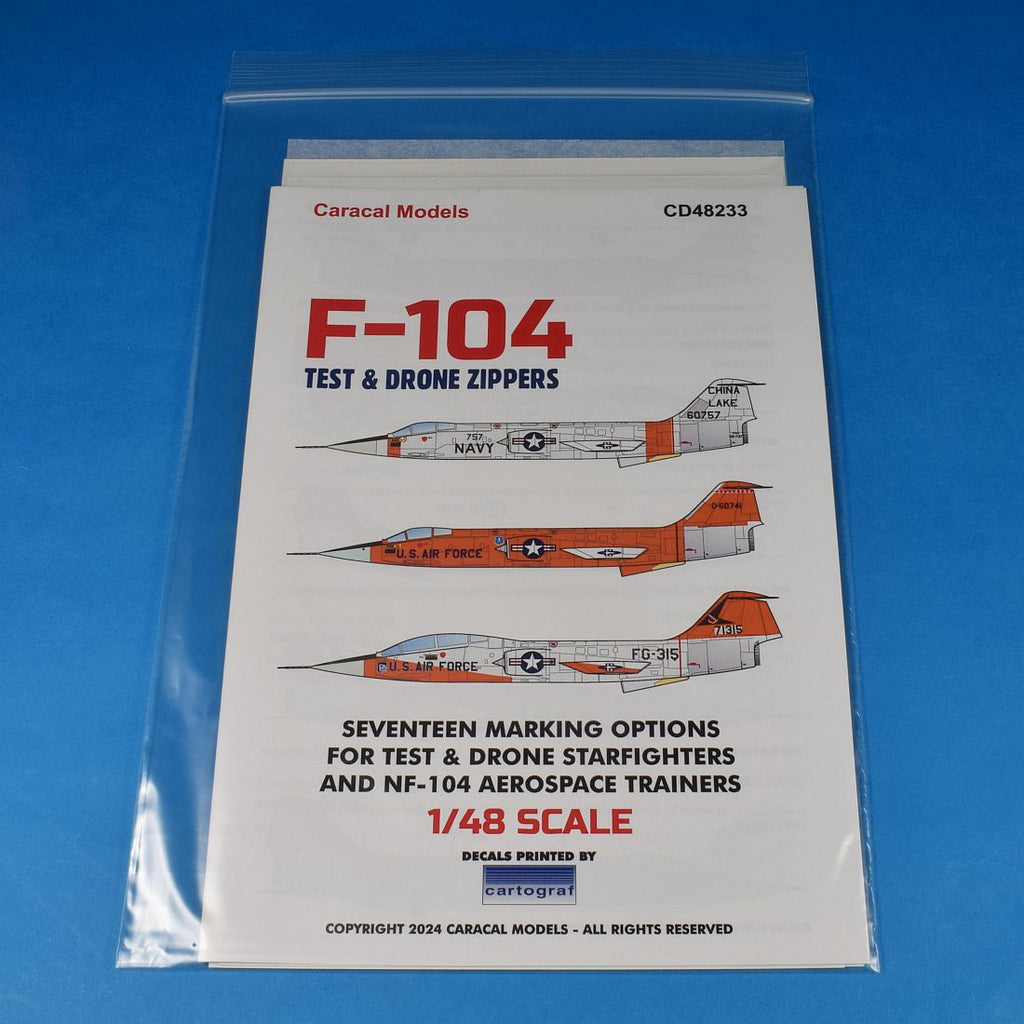 Caracal Models
CD48233
F-104
TEST & DRONE ZIPPERS
CHINA
LAKE
60757
757
NAVY
0-60741
U.S. AIR FORCE
71315
FG-315
U.S. AIR FORCE
SEVENTEEN MARKING OPTIONS
FOR TEST & DRONE STARFIGHTERS
AND NF-104 AEROSPACE TRAINERS
1/48 SCALE
DECALS PRINTED BY
cartograf
COPYRIGHT 2024 CARACAL MODELS - ALL RIGHTS RESERVED